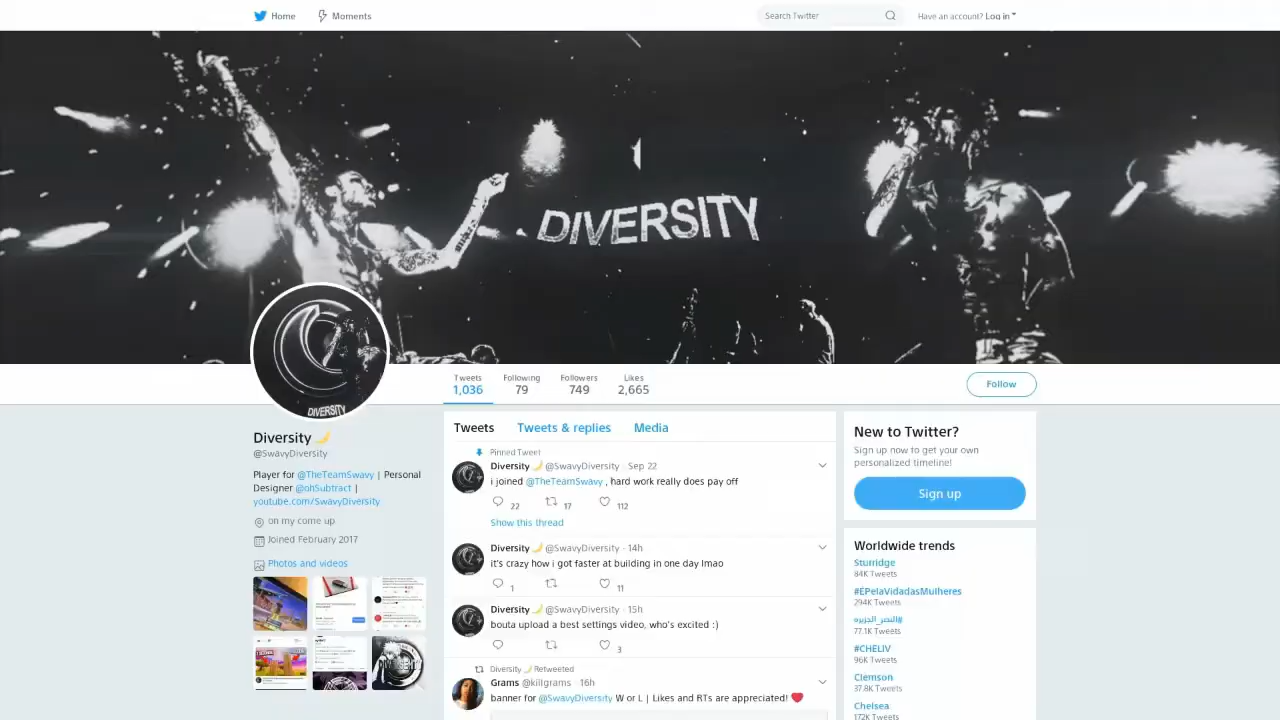 Home
Moments
Search Twitter
Have an account? Log in
DIVERSITY
DIVERSITY
Tweets
1,036
Following
79
Followers
749
Likes
2,665
Follow
Diversity
@SwavyDiversity
Player for @TheTeamSwavy | Personal
Designer @ohSubtract |
youtube.com/SwavyDiversity
on my come up
Joined February 2017
Photos and videos
Tweets
Tweets & replies
Media
Pinned Tweet
Diversity 🌙 @SwavyDiversity · Sep 22
i joined @TheTeamSwavy , hard work really does pay off
22
17
112
Show this thread
Diversity 🌙 @SwavyDiversity · 14h
it's crazy how i got faster at building in one day lmao
1
11
Diversity 🌙 @SwavyDiversity · 15h
bouta upload a best settings video, who's excited :)
3
Diversity 🌙 Retweeted
Grams @killgrams · 16h
banner for @SwavyDiversity W or L | Likes and RTs are appreciated! ❤
New to Twitter?
Sign up now to get your own
personalized timeline!
Sign up
Worldwide trends
Sturridge
84K Tweets
#EPelaVidadasMulheres
294K Tweets
#النصر_الجزيره
77.1K Tweets
#CHELIV
96K Tweets
Clemson
37.8K Tweets
Chelsea
172K Tweets